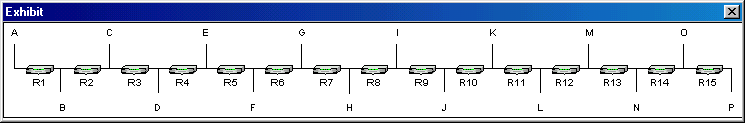 Exhibit
A C E G I K M O
R1 R2 R3 R4 R5 R6 R7 R8 R9 R10 R11 R12 R13 R14 R15
B D F H J L N P